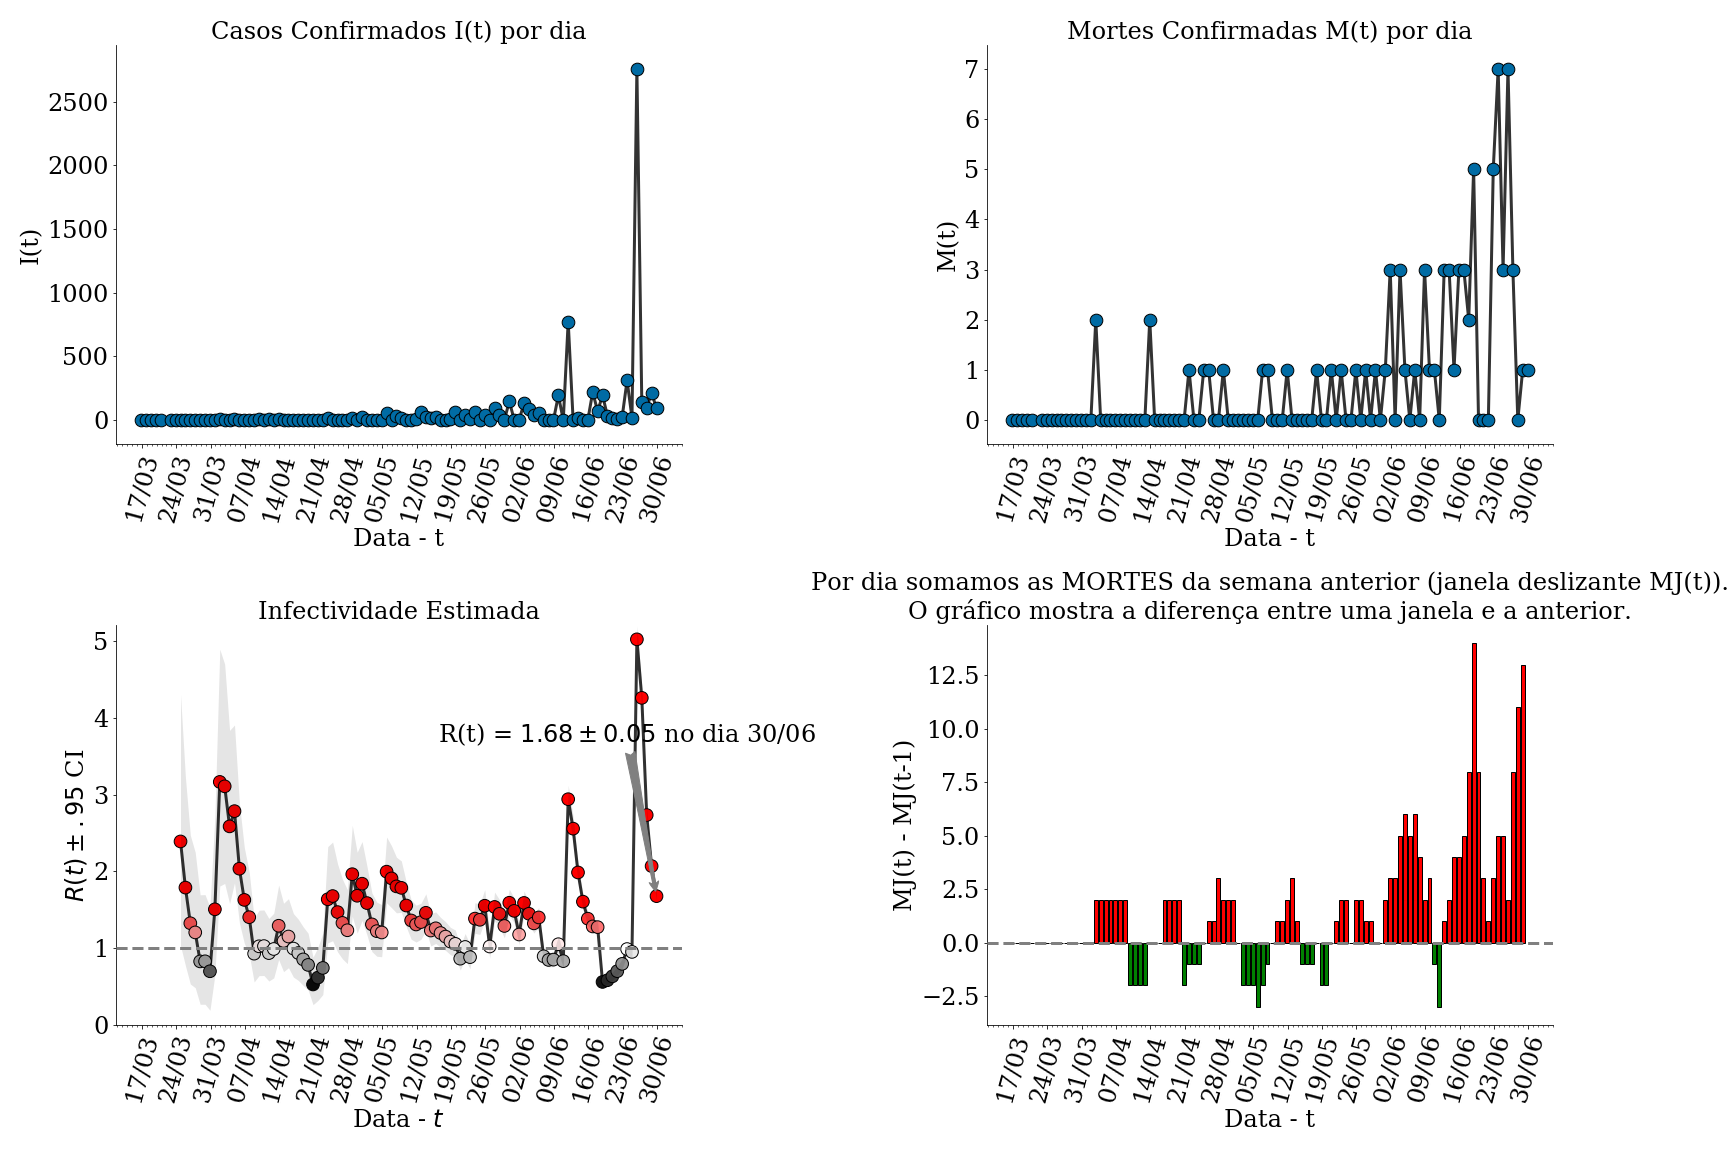 Casos Confirmados I(t) por dia
I(t)
2500
2000
1500
1000
500
0
17/03 24/03 31/03 07/04 14/04 21/04 28/04 05/05 12/05 19/05 26/05 02/06 09/06 16/06 23/06 30/06
Data - t
Mortes Confirmadas M(t) por dia
M(t)
7
6
5
4
3
2
1
0
17/03 24/03 31/03 07/04 14/04 21/04 28/04 05/05 12/05 19/05 26/05 02/06 09/06 16/06 23/06 30/06
Data - t
Infectividade Estimada
R(t) ± .95 CI
5
4
3
2
1
0
R(t) = 1.68 ± 0.05 no dia 30/06
17/03 24/03 31/03 07/04 14/04 21/04 28/04 05/05 12/05 19/05 26/05 02/06 09/06 16/06 23/06 30/06
Data - t
Por dia somamos as MORTES da semana anterior (janela deslizante MJ(t)).
O gráfico mostra a diferença entre uma janela e a anterior.
MJ(t) - MJ(t-1)
12.5
10.0
7.5
5.0
2.5
0.0
−2.5
17/03 24/03 31/03 07/04 14/04 21/04 28/04 05/05 12/05 19/05 26/05 02/06 09/06 16/06 23/06 30/06
Data - t